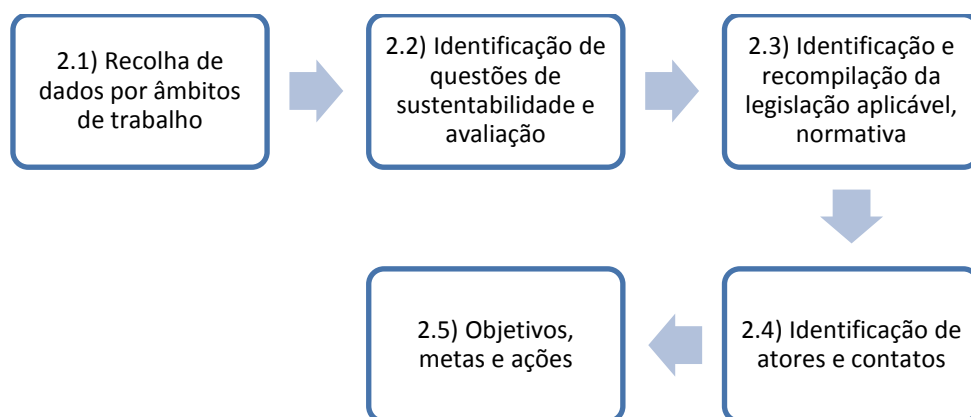 2.1) Recolha de
dados por âmbitos
de trabalho
2.2) Identificação de
questões de
sustentabilidade e
avaliação
2.3) Identificação e
recompilação da
legislação aplicável,
normativa
2.4) Identificação de
atores e contatos
2.5) Objetivos,
metas e ações